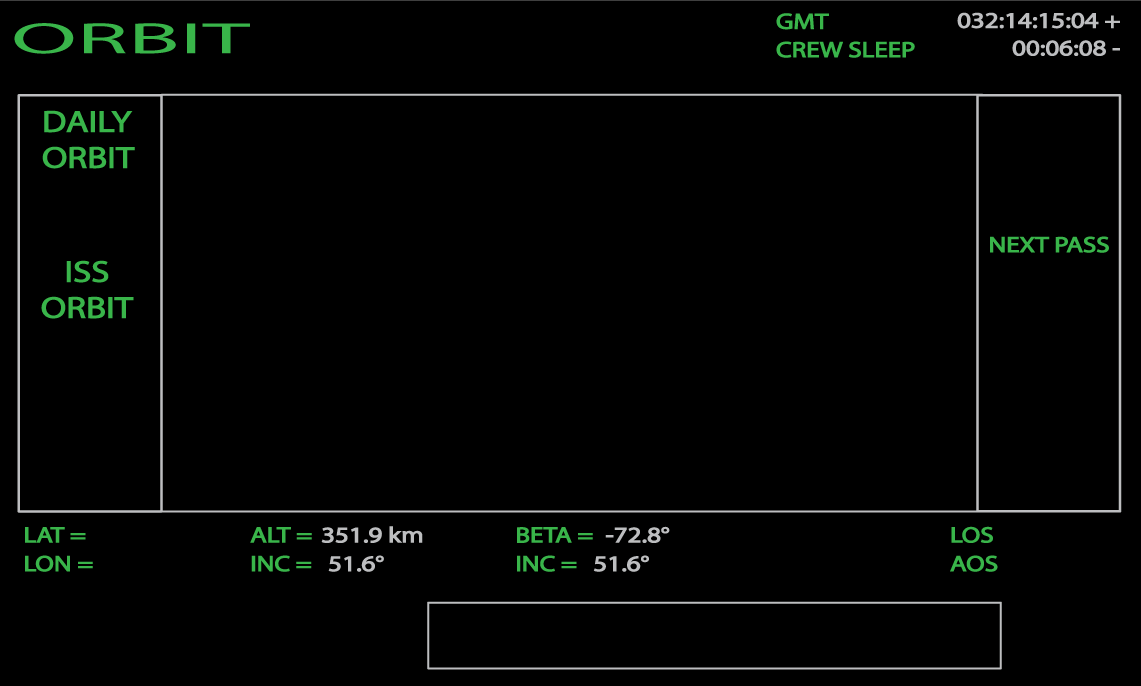 ORBIT
GMT 032:14:15:04 +
CREW SLEEP 00:06:08 -
DAILY
ORBIT
ISS
ORBIT
NEXT PASS
LAT = ALT = 351.9 km BETA = -72.8° LOS
LON = INC = 51.6° INC = 51.6° AOS